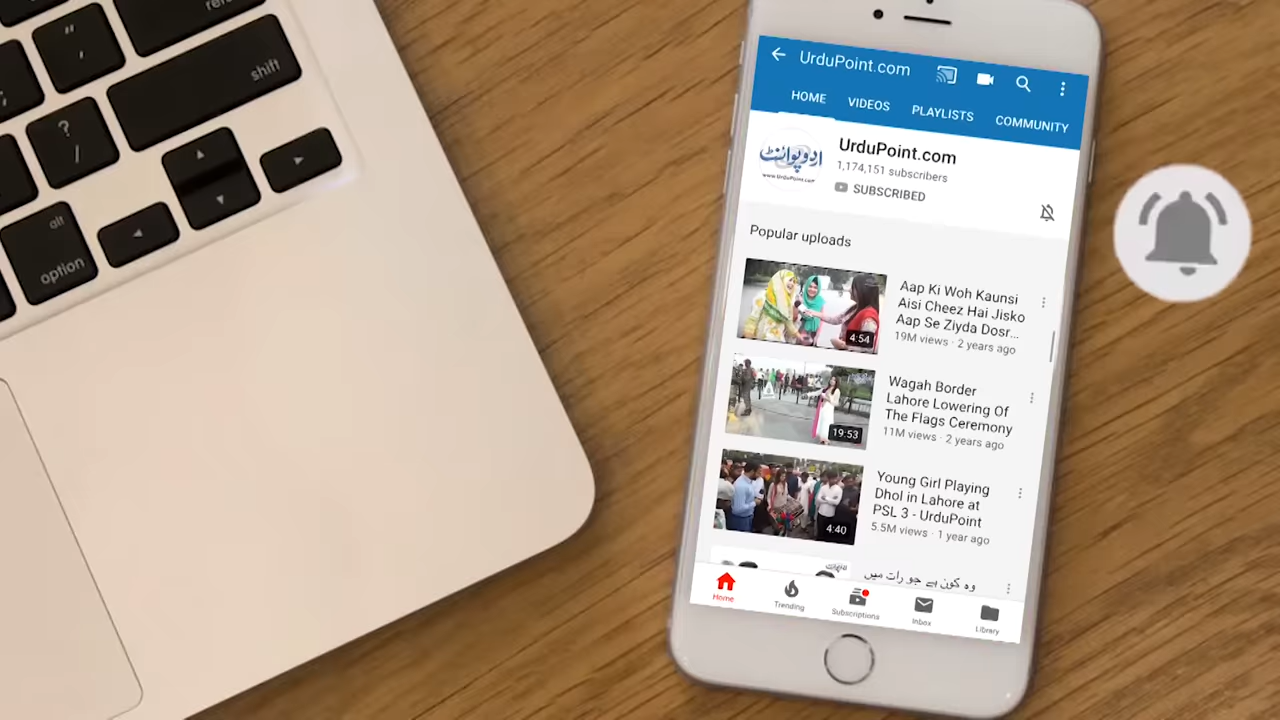 shift
alt
option
UrduPoint.com
HOME
VIDEOS
PLAYLISTS
COMMUNITY
اردوپوائنٹ
www.UrduPoint.com
UrduPoint.com
1,174,151 subscribers
SUBSCRIBED
Popular uploads
4:54
Aap Ki Woh Kaunsi
Aisi Cheez Hai Jisko
Aap Se Ziyda Dosr...
19M views · 2 years ago
19:53
Wagah Border
Lahore Lowering Of
The Flags Ceremony
11M views · 2 years ago
4:40
Young Girl Playing
Dhol in Lahore at
PSL 3 - UrduPoint
5.5M views · 1 year ago
وہ کون ہے جو رات میں
Home
Trending
Subscriptions
Inbox
Library